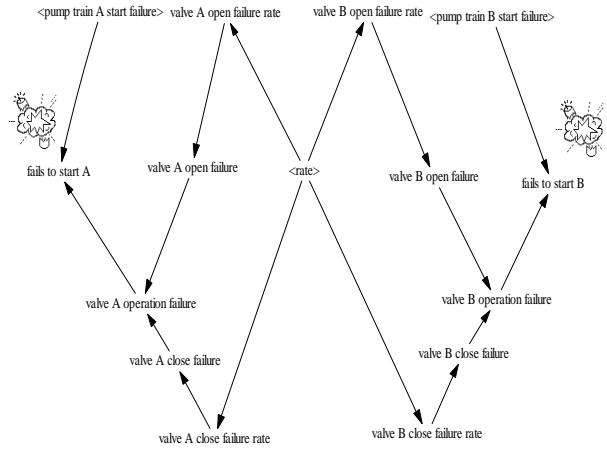 <pump train A start failure>
valve A open failure rate
valve B open failure rate
<pump train B start failure>
fails to start A
valve A open failure
<rate>
valve B open failure
fails to start B
valve A operation failure
valve B operation failure
valve A close failure
valve B close failure
valve A close failure rate
valve B close failure rate